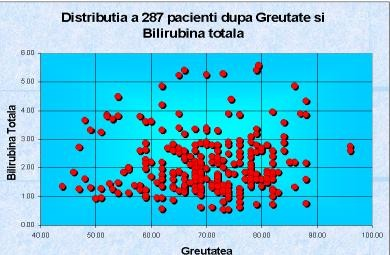 Distributia a 287 pacienti dupa Greutate si
Bilirubina totala
6.00
5.00
4.00
3.00
2.00
1.00
0.00
Bilirubina Totala
40.00 50.00 60.00 70.00 80.00 90.00 100.00
Greutatea